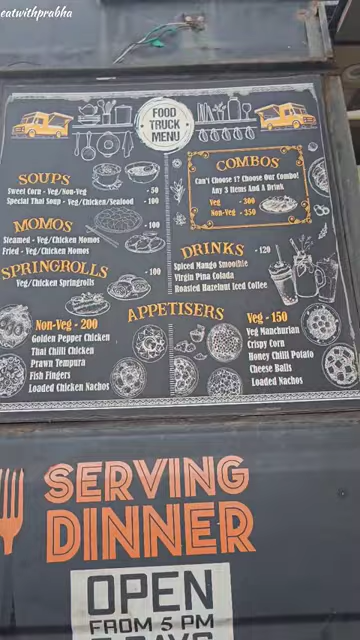 eatwithprabha
FOOD
TRUCK
MENU
SOUPS
Sweet Corn - Veg/Non-Veg - 50
Special Thai Soup - Veg/Chicken/Seafood - 100
MOMOS
Steamed - Veg/Chicken Momos - 100
Fried - Veg/Chicken Momos
SPRINGROLLS
Veg/Chicken Springrolls - 100
COMBOS
Can't Choose 1? Choose Our Combo!
Any 3 Items And A Drink
Veg - 300
Non-Veg - 350
DRINKS - 120
Spiced Mango Smoothie
Virgin Pina Colada
Roasted Hazelnut Iced Coffee
APPETISERS
Non-Veg - 200
Golden Pepper Chicken
Thai Chilli Chicken
Prawn Tempura
Fish Fingers
Loaded Chicken Nachos
Veg - 150
Veg Manchurian
Crispy Corn
Honey Chilli Potato
Cheese Balls
Loaded Nachos
SERVING
DINNER
OPEN
FROM 5 PM
7 DAYS